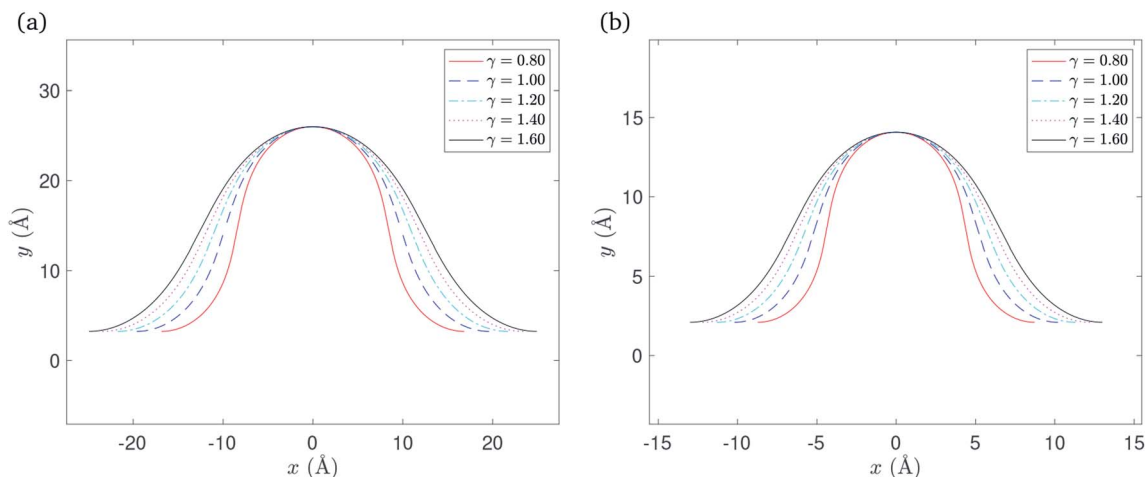 (a)
γ = 0.80
γ = 1.00
γ = 1.20
γ = 1.40
γ = 1.60
30
20
10
0
y (Å)
-20 -10 0 10 20
x (Å)
(b)
γ = 0.80
γ = 1.00
γ = 1.20
γ = 1.40
γ = 1.60
15
10
5
0
y (Å)
-15 -10 -5 0 5 10 15
x (Å)